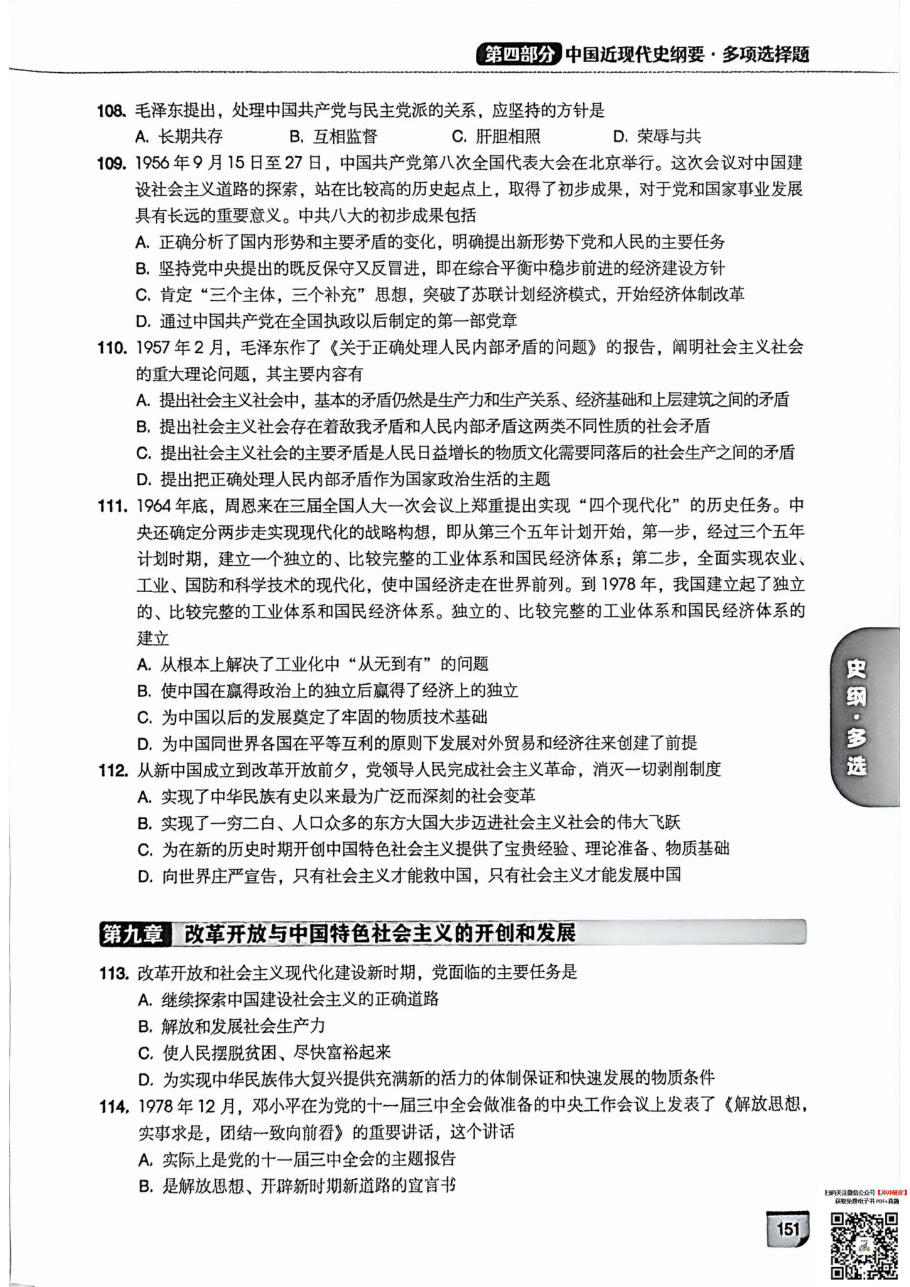 第四部分 中国近现代史纲要·多项选择题
108. 毛泽东提出，处理中国共产党与民主党派的关系，应坚持的方针是
A. 长期共存 B. 互相监督 C. 肝胆相照 D. 荣辱与共
109. 1956年9月15日至27日，中国共产党第八次全国代表大会在北京举行。这次会议对中国建
设社会主义道路的探索，站在比较高的历史起点上，取得了初步成果，对于党和国家事业发展
具有长远的重要意义。中共八大的初步成果包括
A. 正确分析了国内形势和主要矛盾的变化，明确提出新形势下党和人民的主要任务
B. 坚持党中央提出的既反保守又反冒进，即在综合平衡中稳步前进的经济建设方针
C. 肯定“三个主体，三个补充”思想，突破了苏联计划经济模式，开始经济体制改革
D. 通过中国共产党在全国执政以后制定的第一部党章
110. 1957年2月，毛泽东作了《关于正确处理人民内部矛盾的问题》的报告，阐明社会主义社会
的重大理论问题，其主要内容有
A. 提出社会主义社会中，基本的矛盾仍然是生产力和生产关系、经济基础和上层建筑之间的矛盾
B. 提出社会主义社会存在着敌我矛盾和人民内部矛盾这两类不同性质的社会矛盾
C. 提出社会主义社会的主要矛盾是人民日益增长的物质文化需要同落后的社会生产之间的矛盾
D. 提出把正确处理人民内部矛盾作为国家政治生活的主题
111. 1964年底，周恩来在三届全国人大一次会议上郑重提出实现“四个现代化”的历史任务。中
央还确定分两步走实现现代化的战略构想，即从第三个五年计划开始，第一步，经过三个五年
计划时期，建立一个独立的、比较完整的工业体系和国民经济体系；第二步，全面实现农业、
工业、国防和科学技术的现代化，使中国经济走在世界前列。到1978年，我国建立起了独立
的、比较完整的工业体系和国民经济体系。独立的、比较完整的工业体系和国民经济体系的
建立
A. 从根本上解决了工业化中“从无到有”的问题
B. 使中国在赢得政治上的独立后赢得了经济上的独立
C. 为中国以后的发展奠定了牢固的物质技术基础
D. 为中国同世界各国在平等互利的原则下发展对外贸易和经济往来创建了前提
112. 从新中国成立到改革开放前夕，党领导人民完成社会主义革命，消灭一切剥削制度
A. 实现了中华民族有史以来最为广泛而深刻的社会变革
B. 实现了一穷二白、人口众多的东方大国大步迈进社会主义社会的伟大飞跃
C. 为在新的历史时期开创中国特色社会主义提供了宝贵经验、理论准备、物质基础
D. 向世界庄严宣告，只有社会主义才能救中国，只有社会主义才能发展中国
史纲·多选
第九章 改革开放与中国特色社会主义的开创和发展
113. 改革开放和社会主义现代化建设新时期，党面临的主要任务是
A. 继续探索中国建设社会主义的正确道路
B. 解放和发展社会生产力
C. 使人民摆脱贫困、尽快富裕起来
D. 为实现中华民族伟大复兴提供充满新的活力的体制保证和快速发展的物质条件
114. 1978年12月，邓小平在为党的十一届三中全会做准备的中央工作会议上发表了《解放思想，
实事求是，团结一致向前看》的重要讲话，这个讲话
A. 实际上是党的十一届三中全会的主题报告
B. 是解放思想、开辟新时期新道路的宣言书
151
扫码关注微信公众号【冲冲研资】
获取免费电子书PDF+真题